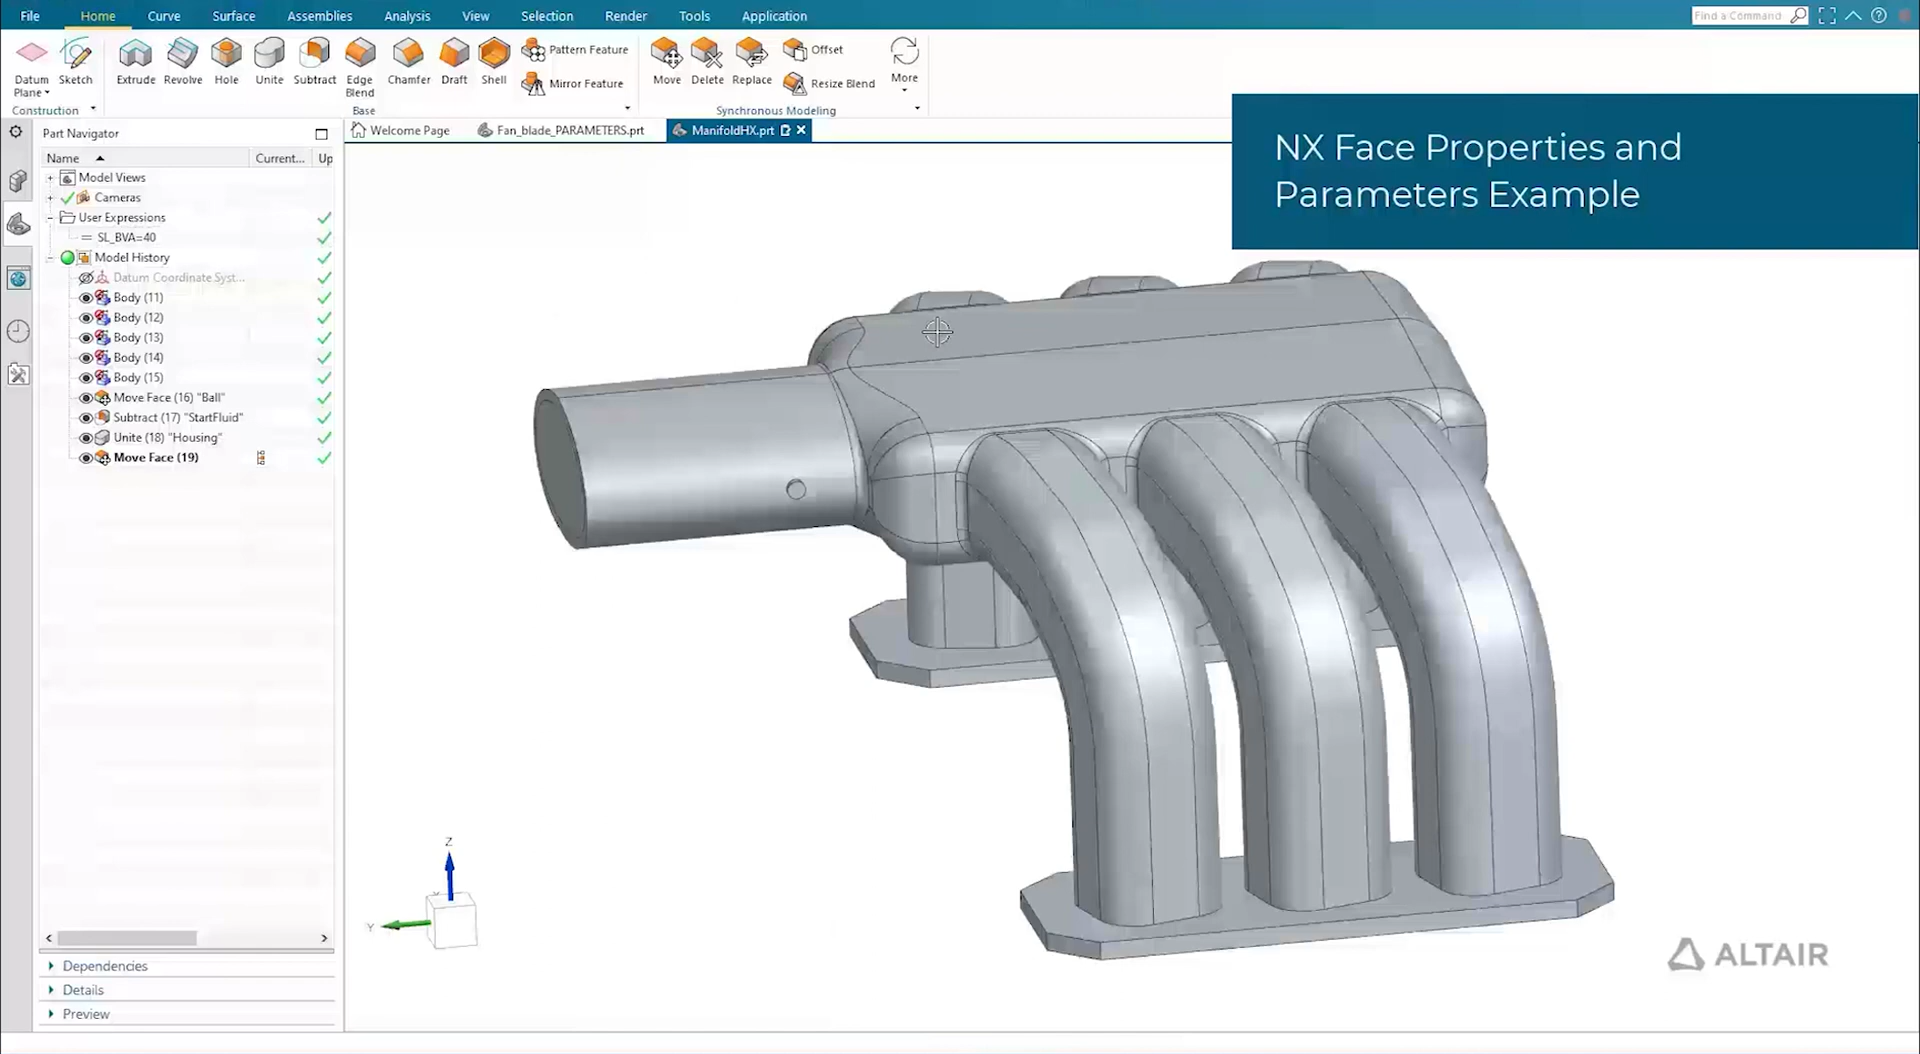 File Home Curve Surface Assemblies Analysis View Selection Render Tools Application Find a Command
Datum Plane Sketch Extrude Revolve Hole Unite Subtract Edge Blend Chamfer Draft Shell Pattern Feature Mirror Feature Move Delete Replace Offset Resize Blend More
Construction Base Synchronous Modeling
NX Face Properties and
Parameters Example
Welcome Page Fan_blade_PARAMETERS.prt ManifoldHX.prt
Part Navigator
Name Current... Up
Model Views
Cameras
User Expressions
SL_BVA=40
Model History
Datum Coordinate Syst...
Body (11)
Body (12)
Body (13)
Body (14)
Body (15)
Move Face (16) "Ball"
Subtract (17) "StartFluid"
Unite (18) "Housing"
Move Face (19)
Z
Y
Dependencies
Details
Preview
ALTAIR